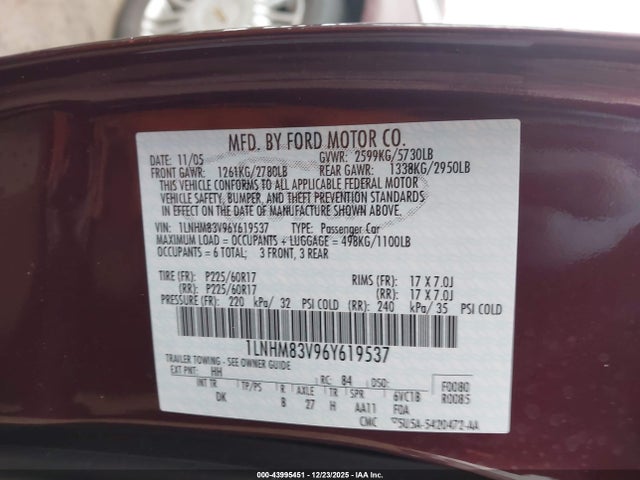 MFD. BY FORD MOTOR CO.
DATE: 11/05 GVWR: 2599KG/5730LB
FRONT GAWR: 1261KG/2780LB REAR GAWR: 1338KG/2950LB
THIS VEHICLE CONFORMS TO ALL APPLICABLE FEDERAL MOTOR
VEHICLE SAFETY, BUMPER, AND THEFT PREVENTION STANDARDS
IN EFFECT ON THE DATE OF MANUFACTURE SHOWN ABOVE.
VIN: 1LNHM83V96Y619537 TYPE: Passenger Car
MAXIMUM LOAD = OCCUPANTS + LUGGAGE = 498KG/1100LB
OCCUPANTS = 6 TOTAL; 3 FRONT, 3 REAR
TIRE (FR): P225/60R17 RIMS (FR): 17 X 7.0J
(RR): P225/60R17 (RR): 17 X 7.0J
PRESSURE (FR): 220 kPa/ 32 PSI COLD (RR): 240 kPa/ 35 PSI COLD
1LNHM83V96Y619537
TRAILER TOWING - SEE OWNER GUIDE
EXT PNT: HH RC: 84 DSO: F0080
INT TR TP/PS R AXLE TR SPR 6VC1B R0085
DK 8 27 H AA11 FOA
CMC 5U5A-5420472-AA
000-43995451 - 12/23/2025 - IAA Inc.